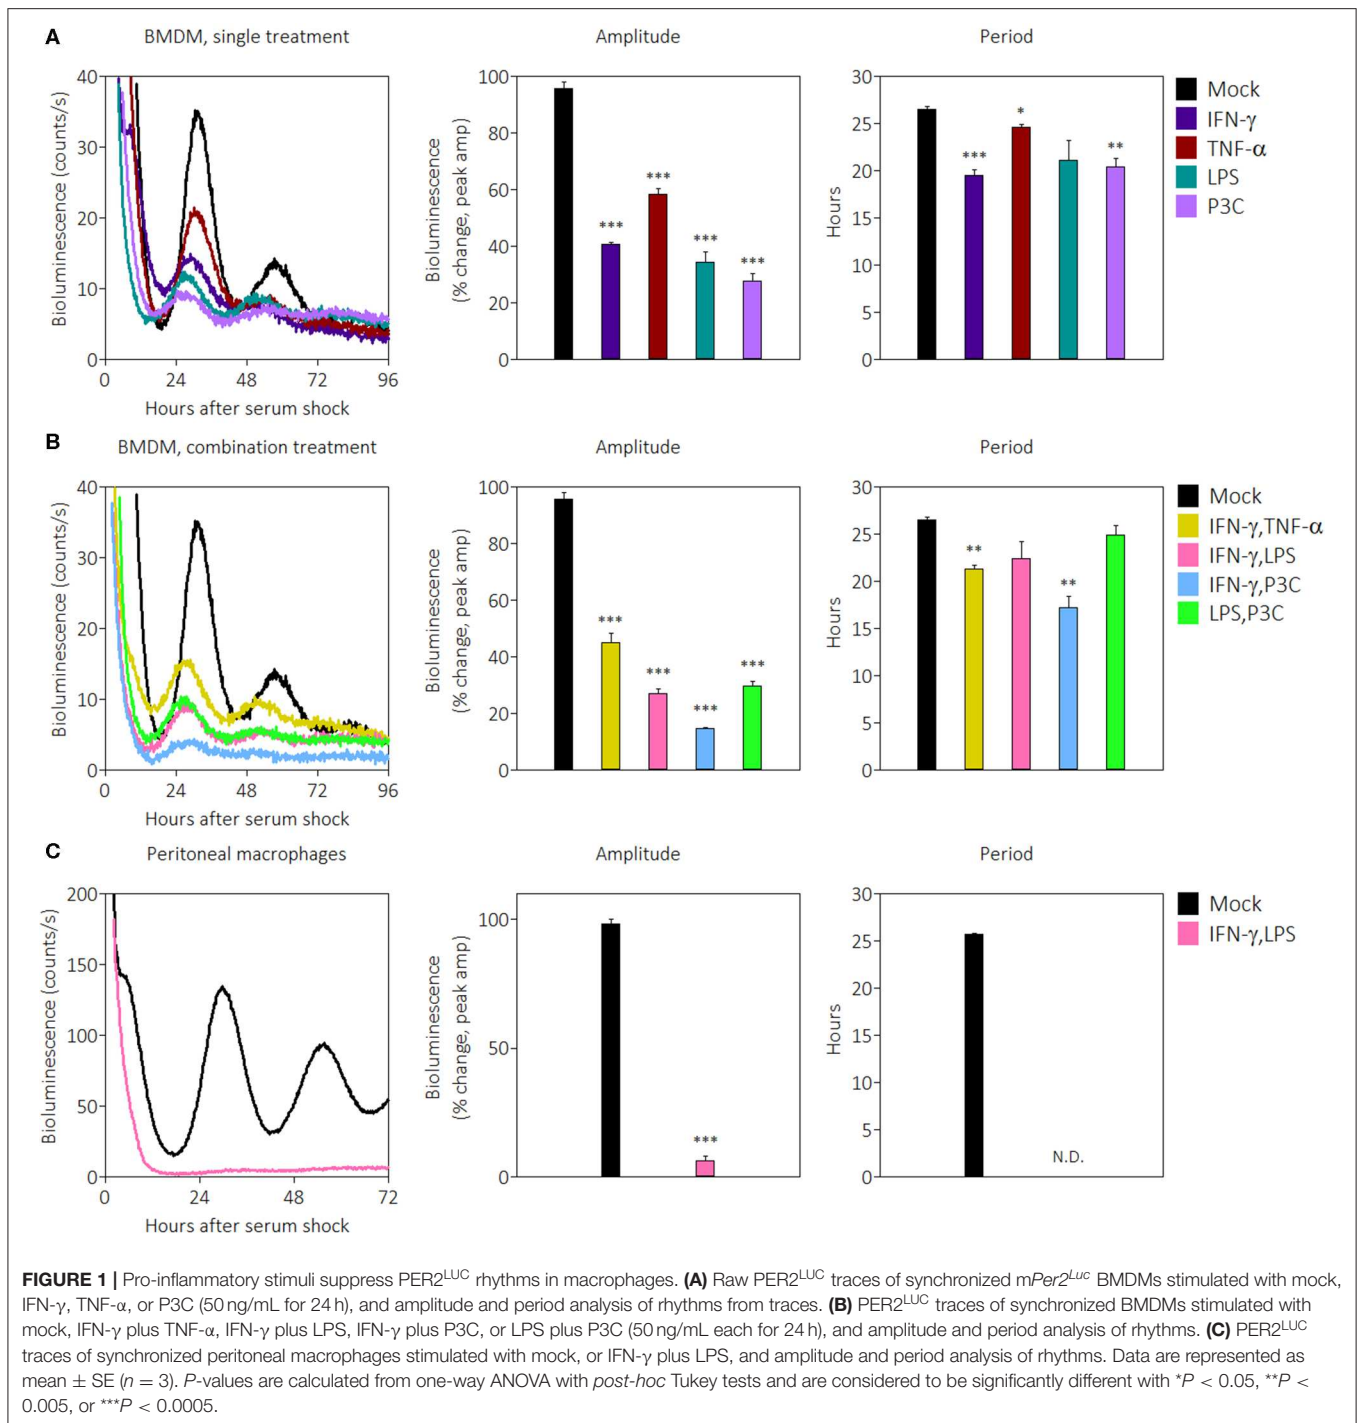 A
BMDM, single treatment
Amplitude
Period
Bioluminescence (counts/s)
40
30
20
10
0
0 24 48 72 96
Hours after serum shock
Bioluminescence
(% change, peak amp)
100
80
60
40
20
0
***
***
***
***
Hours
30
25
20
15
10
5
0
***
*
**
Mock
IFN-γ
TNF-α
LPS
P3C
B
BMDM, combination treatment
Amplitude
Period
Bioluminescence (counts/s)
40
30
20
10
0
0 24 48 72 96
Hours after serum shock
Bioluminescence
(% change, peak amp)
100
80
60
40
20
0
***
***
***
***
Hours
30
25
20
15
10
5
0
**
**
Mock
IFN-γ,TNF-α
IFN-γ,LPS
IFN-γ,P3C
LPS,P3C
C
Peritoneal macrophages
Amplitude
Period
Bioluminescence (counts/s)
200
150
100
50
0
0 24 48 72
Hours after serum shock
Bioluminescence
(% change, peak amp)
100
50
0
***
Hours
30
25
20
15
10
5
0
N.D.
Mock
IFN-γ,LPS
FIGURE 1 | Pro-inflammatory stimuli suppress PER2LUC rhythms in macrophages. (A) Raw PER2LUC traces of synchronized mPer2Luc BMDMs stimulated with mock,
IFN-γ, TNF-α, or P3C (50 ng/mL for 24 h), and amplitude and period analysis of rhythms from traces. (B) PER2LUC traces of synchronized BMDMs stimulated with
mock, IFN-γ plus TNF-α, IFN-γ plus LPS, IFN-γ plus P3C, or LPS plus P3C (50 ng/mL each for 24 h), and amplitude and period analysis of rhythms. (C) PER2LUC
traces of synchronized peritoneal macrophages stimulated with mock, or IFN-γ plus LPS, and amplitude and period analysis of rhythms. Data are represented as
mean ± SE (n = 3). P-values are calculated from one-way ANOVA with post-hoc Tukey tests and are considered to be significantly different with *P < 0.05, **P <
0.005, or ***P < 0.0005.